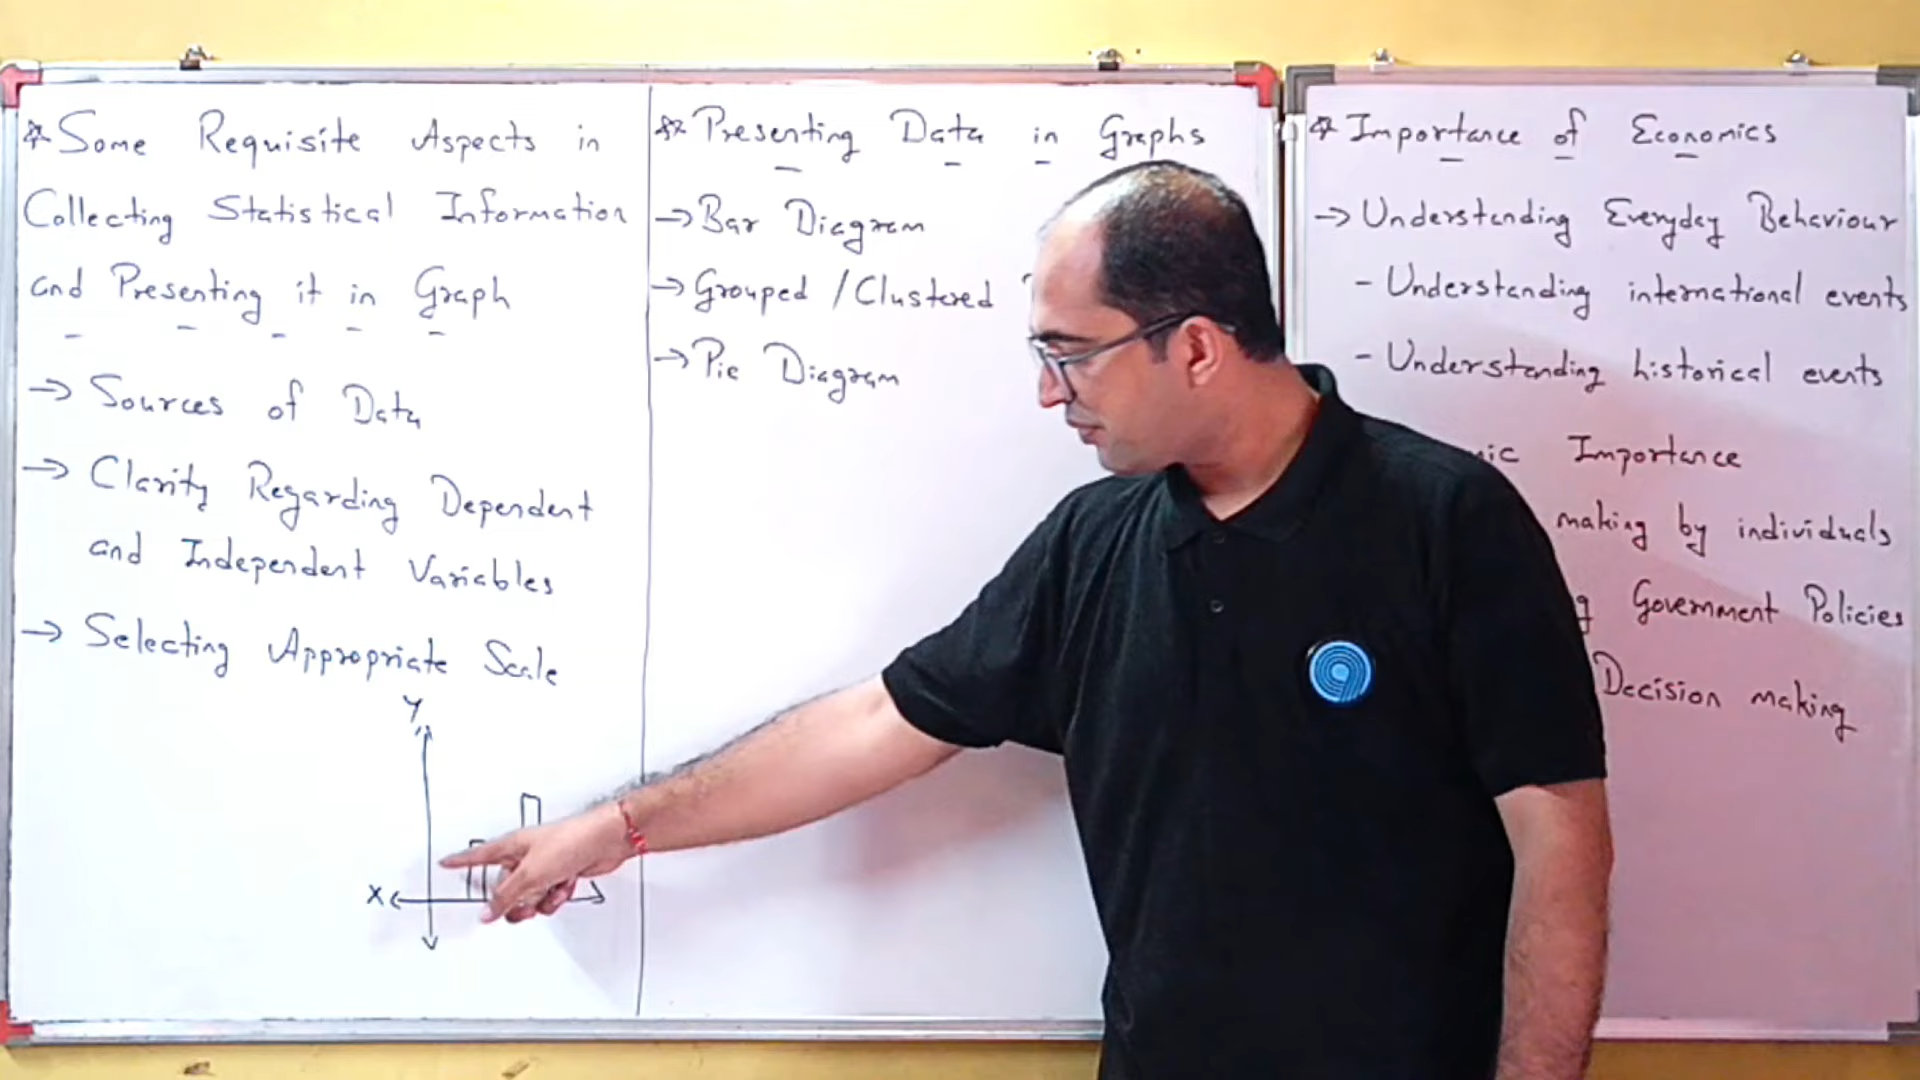 * Some Requisite Aspects in
Collecting Statistical Information
and Presenting it in Graph
→ Sources of Data
→ Clarity Regarding Dependent
and Independent Variables
→ Selecting Appropriate Scale
Y
X
** Presenting Data in Graphs
→ Bar Diagram
→ Grouped / Clustered
→ Pie Diagram
* Importance of Economics
→ Understanding Everyday Behaviour
- Understanding international events
- Understanding historical events
Importance
making by individuals
Government Policies
Decision making